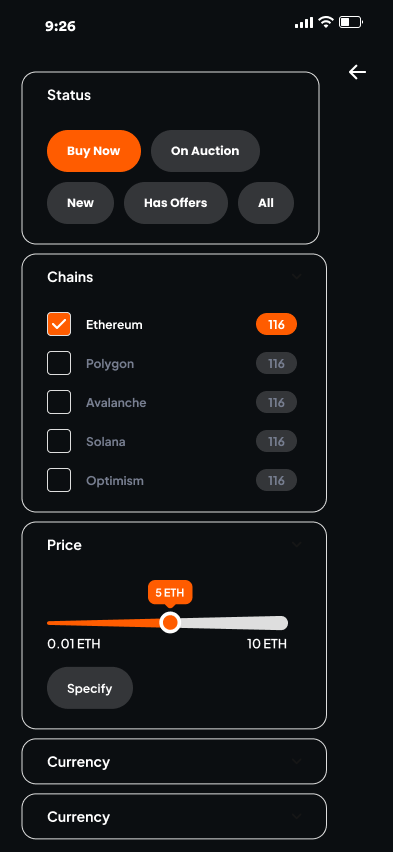 9:26
Status
Buy Now
On Auction
New
Has Offers
All
Chains
Ethereum 116
Polygon 116
Avalanche 116
Solana 116
Optimism 116
Price
5 ETH
0.01 ETH 10 ETH
Specify
Currency
Currency